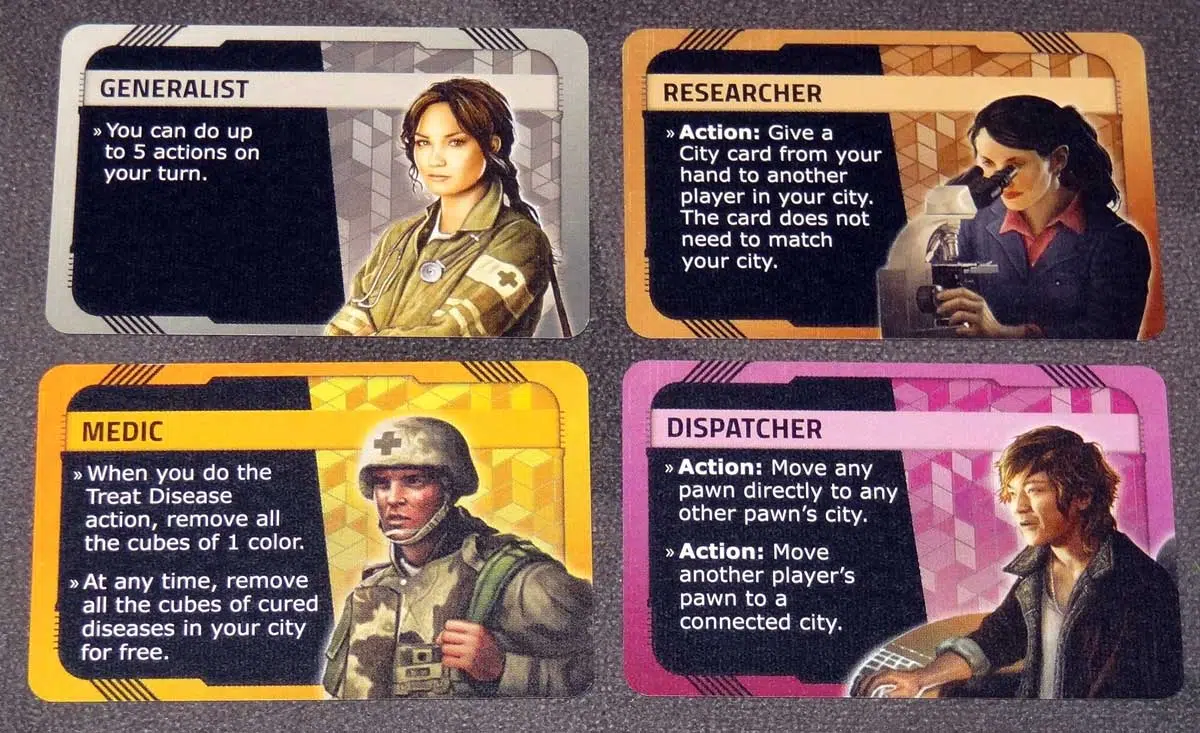 GENERALIST
» You can do up
to 5 actions on
your turn.
RESEARCHER
» Action: Give a
City card from your
hand to another
player in your city.
The card does not
need to match
your city.
MEDIC
» When you do the
Treat Disease
action, remove all
the cubes of 1 color.
» At any time, remove
all the cubes of cured
diseases in your city
for free.
DISPATCHER
» Action: Move any
pawn directly to any
other pawn's city.
» Action: Move
another player's
pawn to a
connected city.